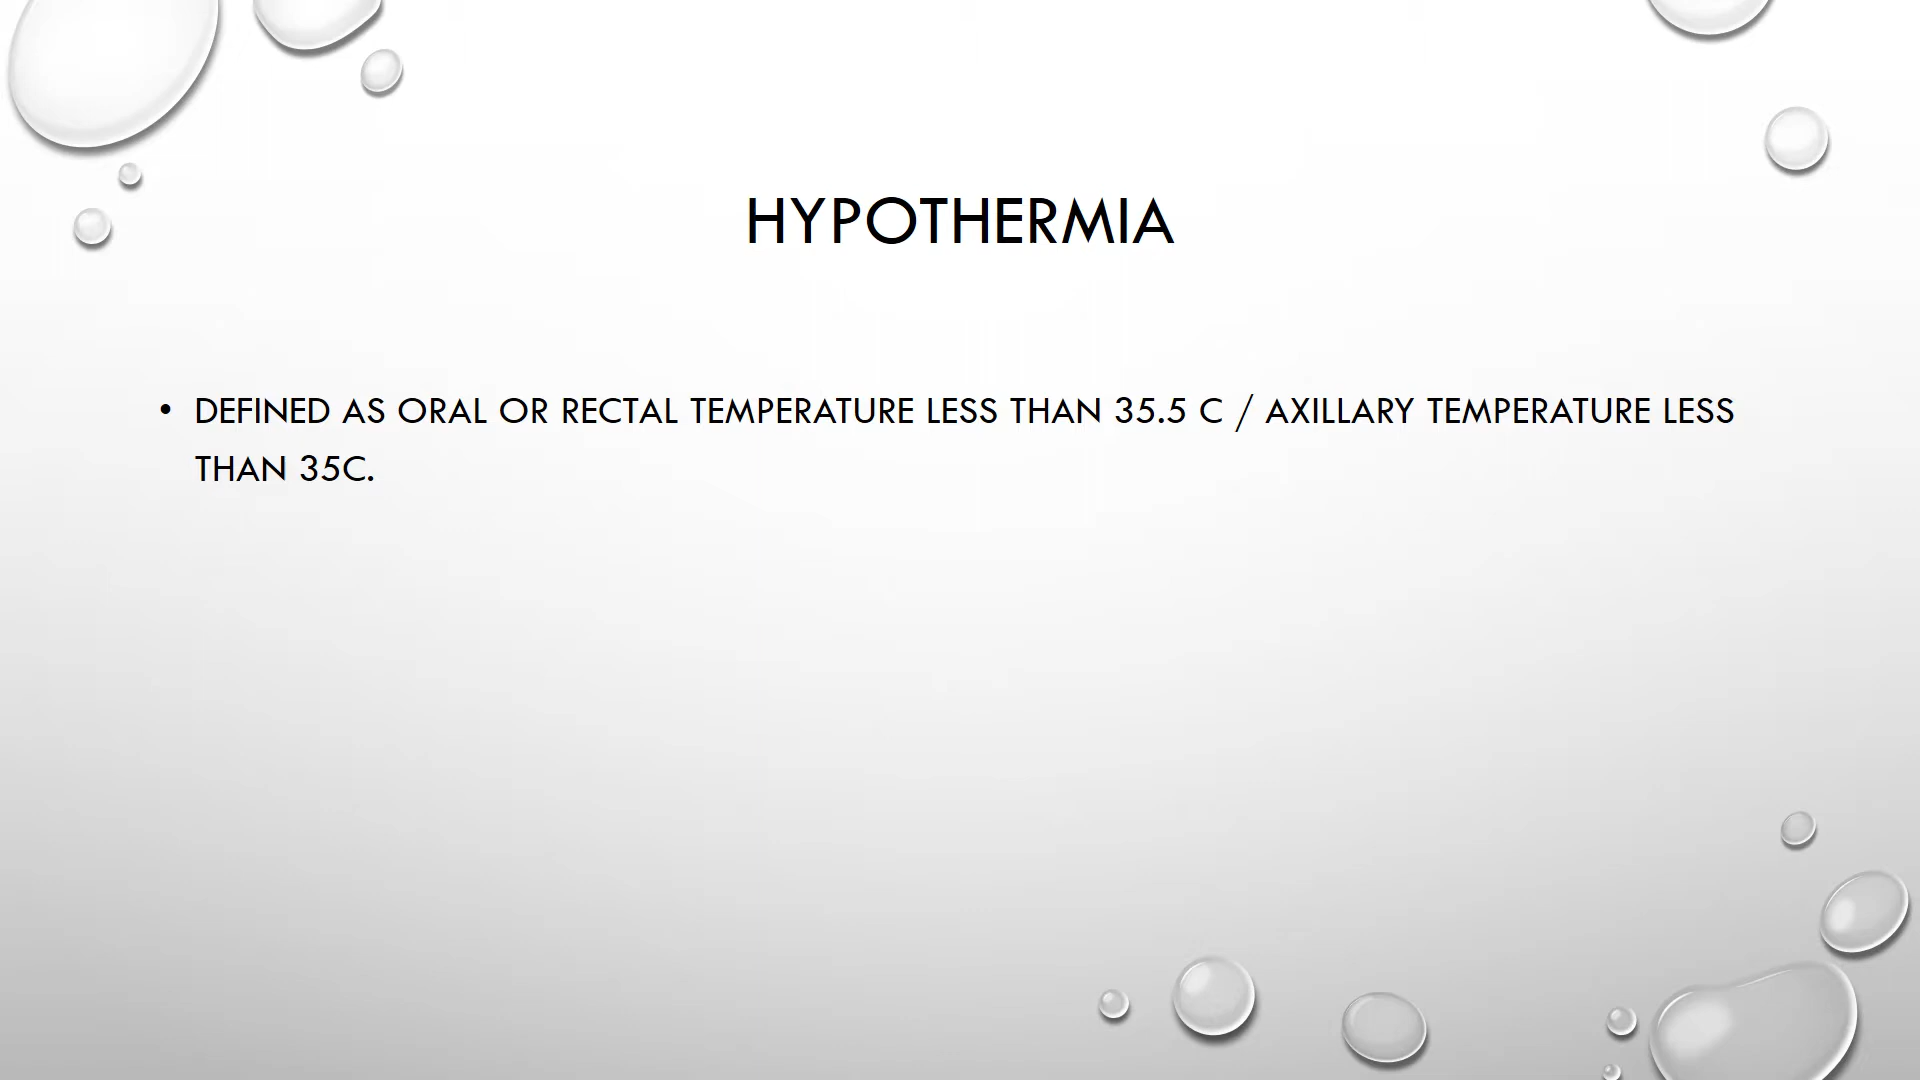 HYPOTHERMIA
• DEFINED AS ORAL OR RECTAL TEMPERATURE LESS THAN 35.5 C / AXILLARY TEMPERATURE LESS
THAN 35C.